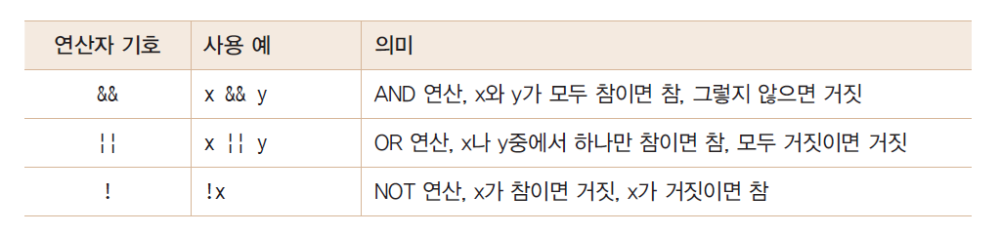 연산자 기호 사용 예 의미
&& x && y AND 연산, x와 y가 모두 참이면 참, 그렇지 않으면 거짓
|| x || y OR 연산, x나 y중에서 하나만 참이면 참, 모두 거짓이면 거짓
! !x NOT 연산, x가 참이면 거짓, x가 거짓이면 참